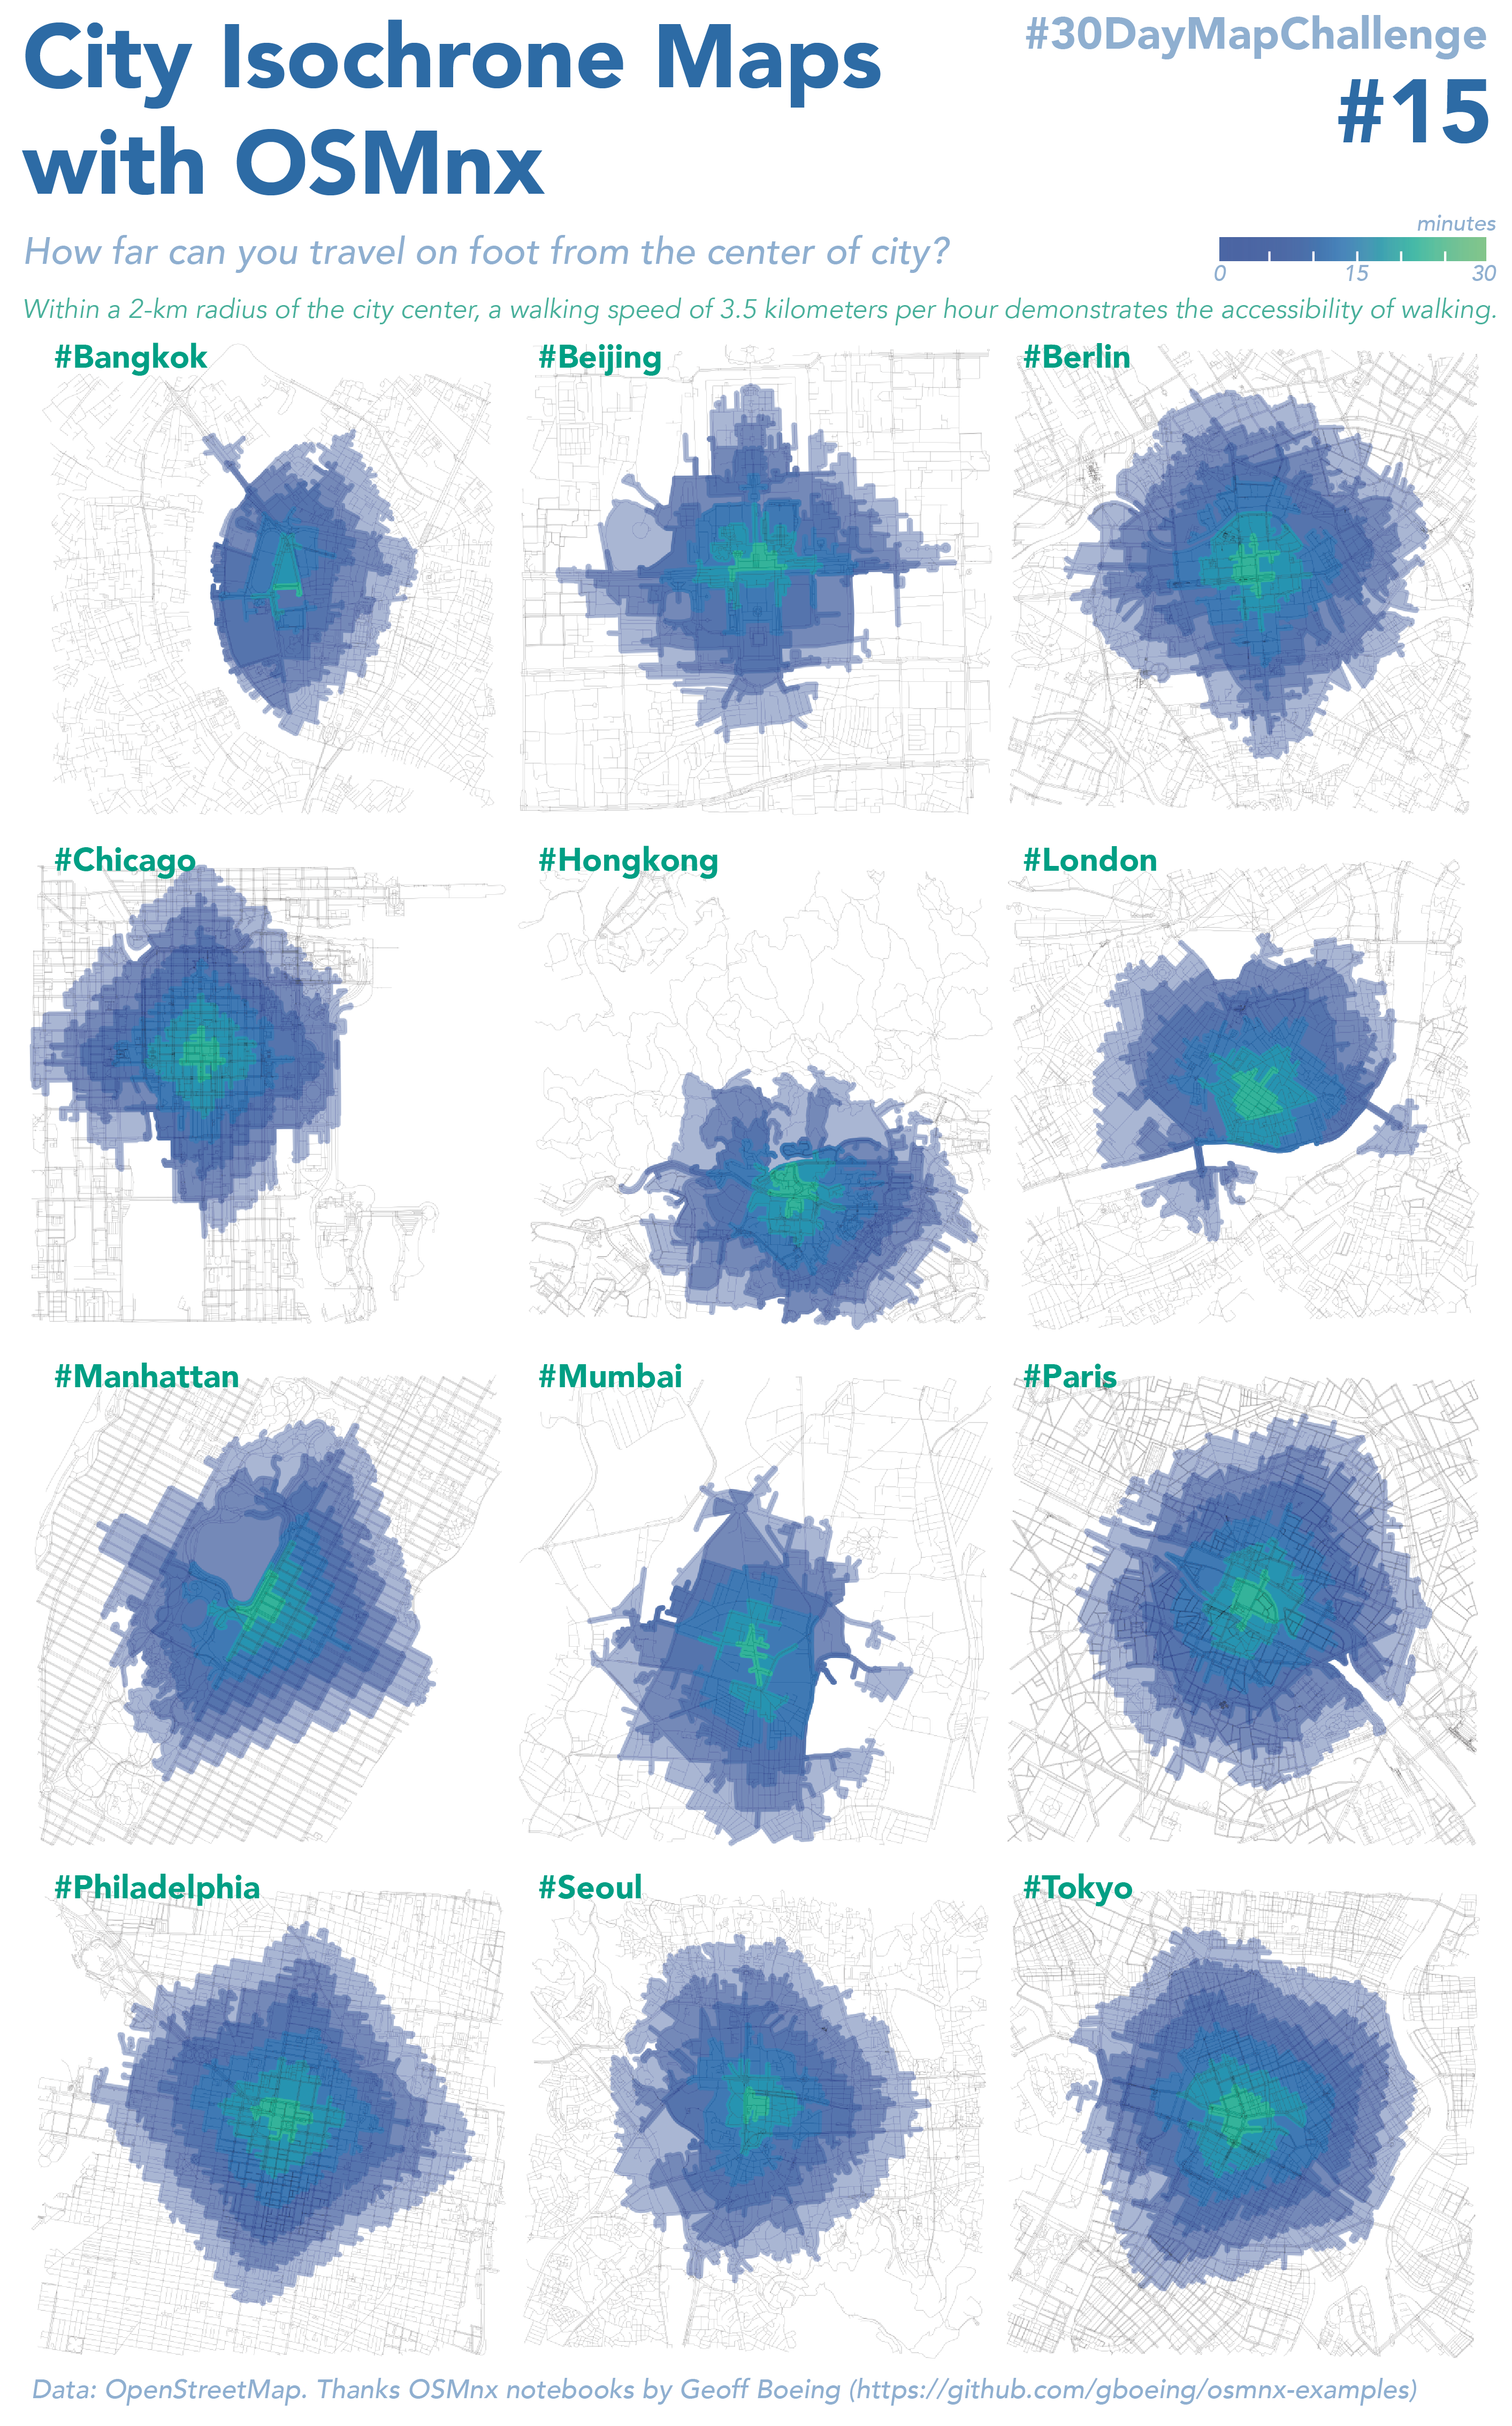 City Isochrone Maps
with OSMnx
#30DayMapChallenge
#15
How far can you travel on foot from the center of city?
minutes
0 15 30
Within a 2-km radius of the city center, a walking speed of 3.5 kilometers per hour demonstrates the accessibility of walking.
#Bangkok
#Beijing
#Berlin
#Chicago
#Hongkong
#London
#Manhattan
#Mumbai
#Paris
#Philadelphia
#Seoul
#Tokyo
Data: OpenStreetMap. Thanks OSMnx notebooks by Geoff Boeing (https://github.com/gboeing/osmnx-examples)